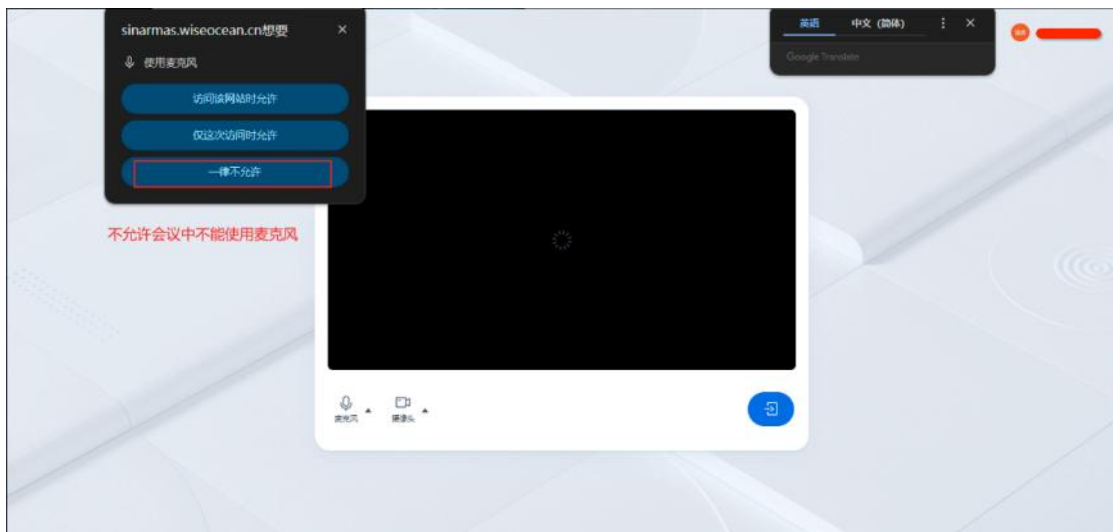 sinarmas.wiseocean.cn想要
使用麦克风
访问该网站时允许
仅这次访问时允许
一律不允许
不允许会议中不能使用麦克风
英语 中文 (简体)
Google Translate
麦克风 摄像头